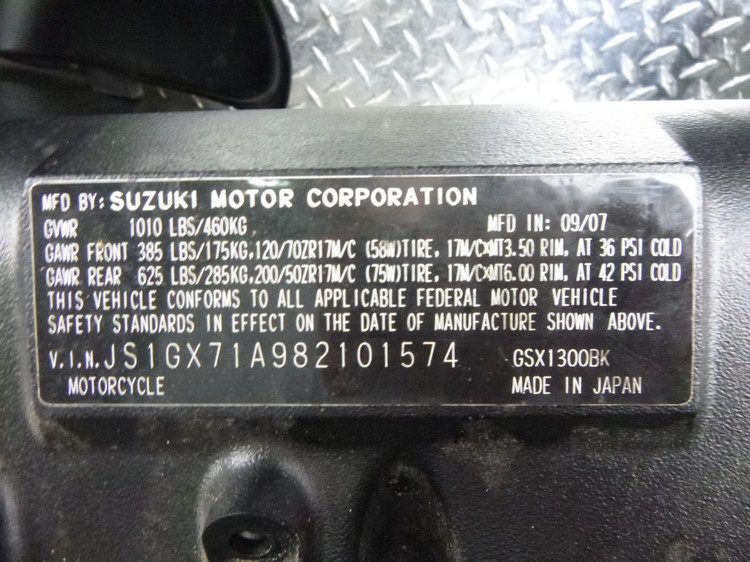 MFD BY: SUZUKI MOTOR CORPORATION
GVWR 1010 LBS/460KG MFD IN: 09/07
GAWR FRONT 385 LBS/175KG,120/70ZR17M/C (58W)TIRE, 17M/C×MT3.50 RIM, AT 36 PSI COLD
GAWR REAR 625 LBS/285KG,200/50ZR17M/C (75W)TIRE, 17M/C×MT6.00 RIM, AT 42 PSI COLD
THIS VEHICLE CONFORMS TO ALL APPLICABLE FEDERAL MOTOR VEHICLE
SAFETY STANDARDS IN EFFECT ON THE DATE OF MANUFACTURE SHOWN ABOVE.
V.I.N. JS1GX71A982101574 GSX1300BK
MOTORCYCLE MADE IN JAPAN